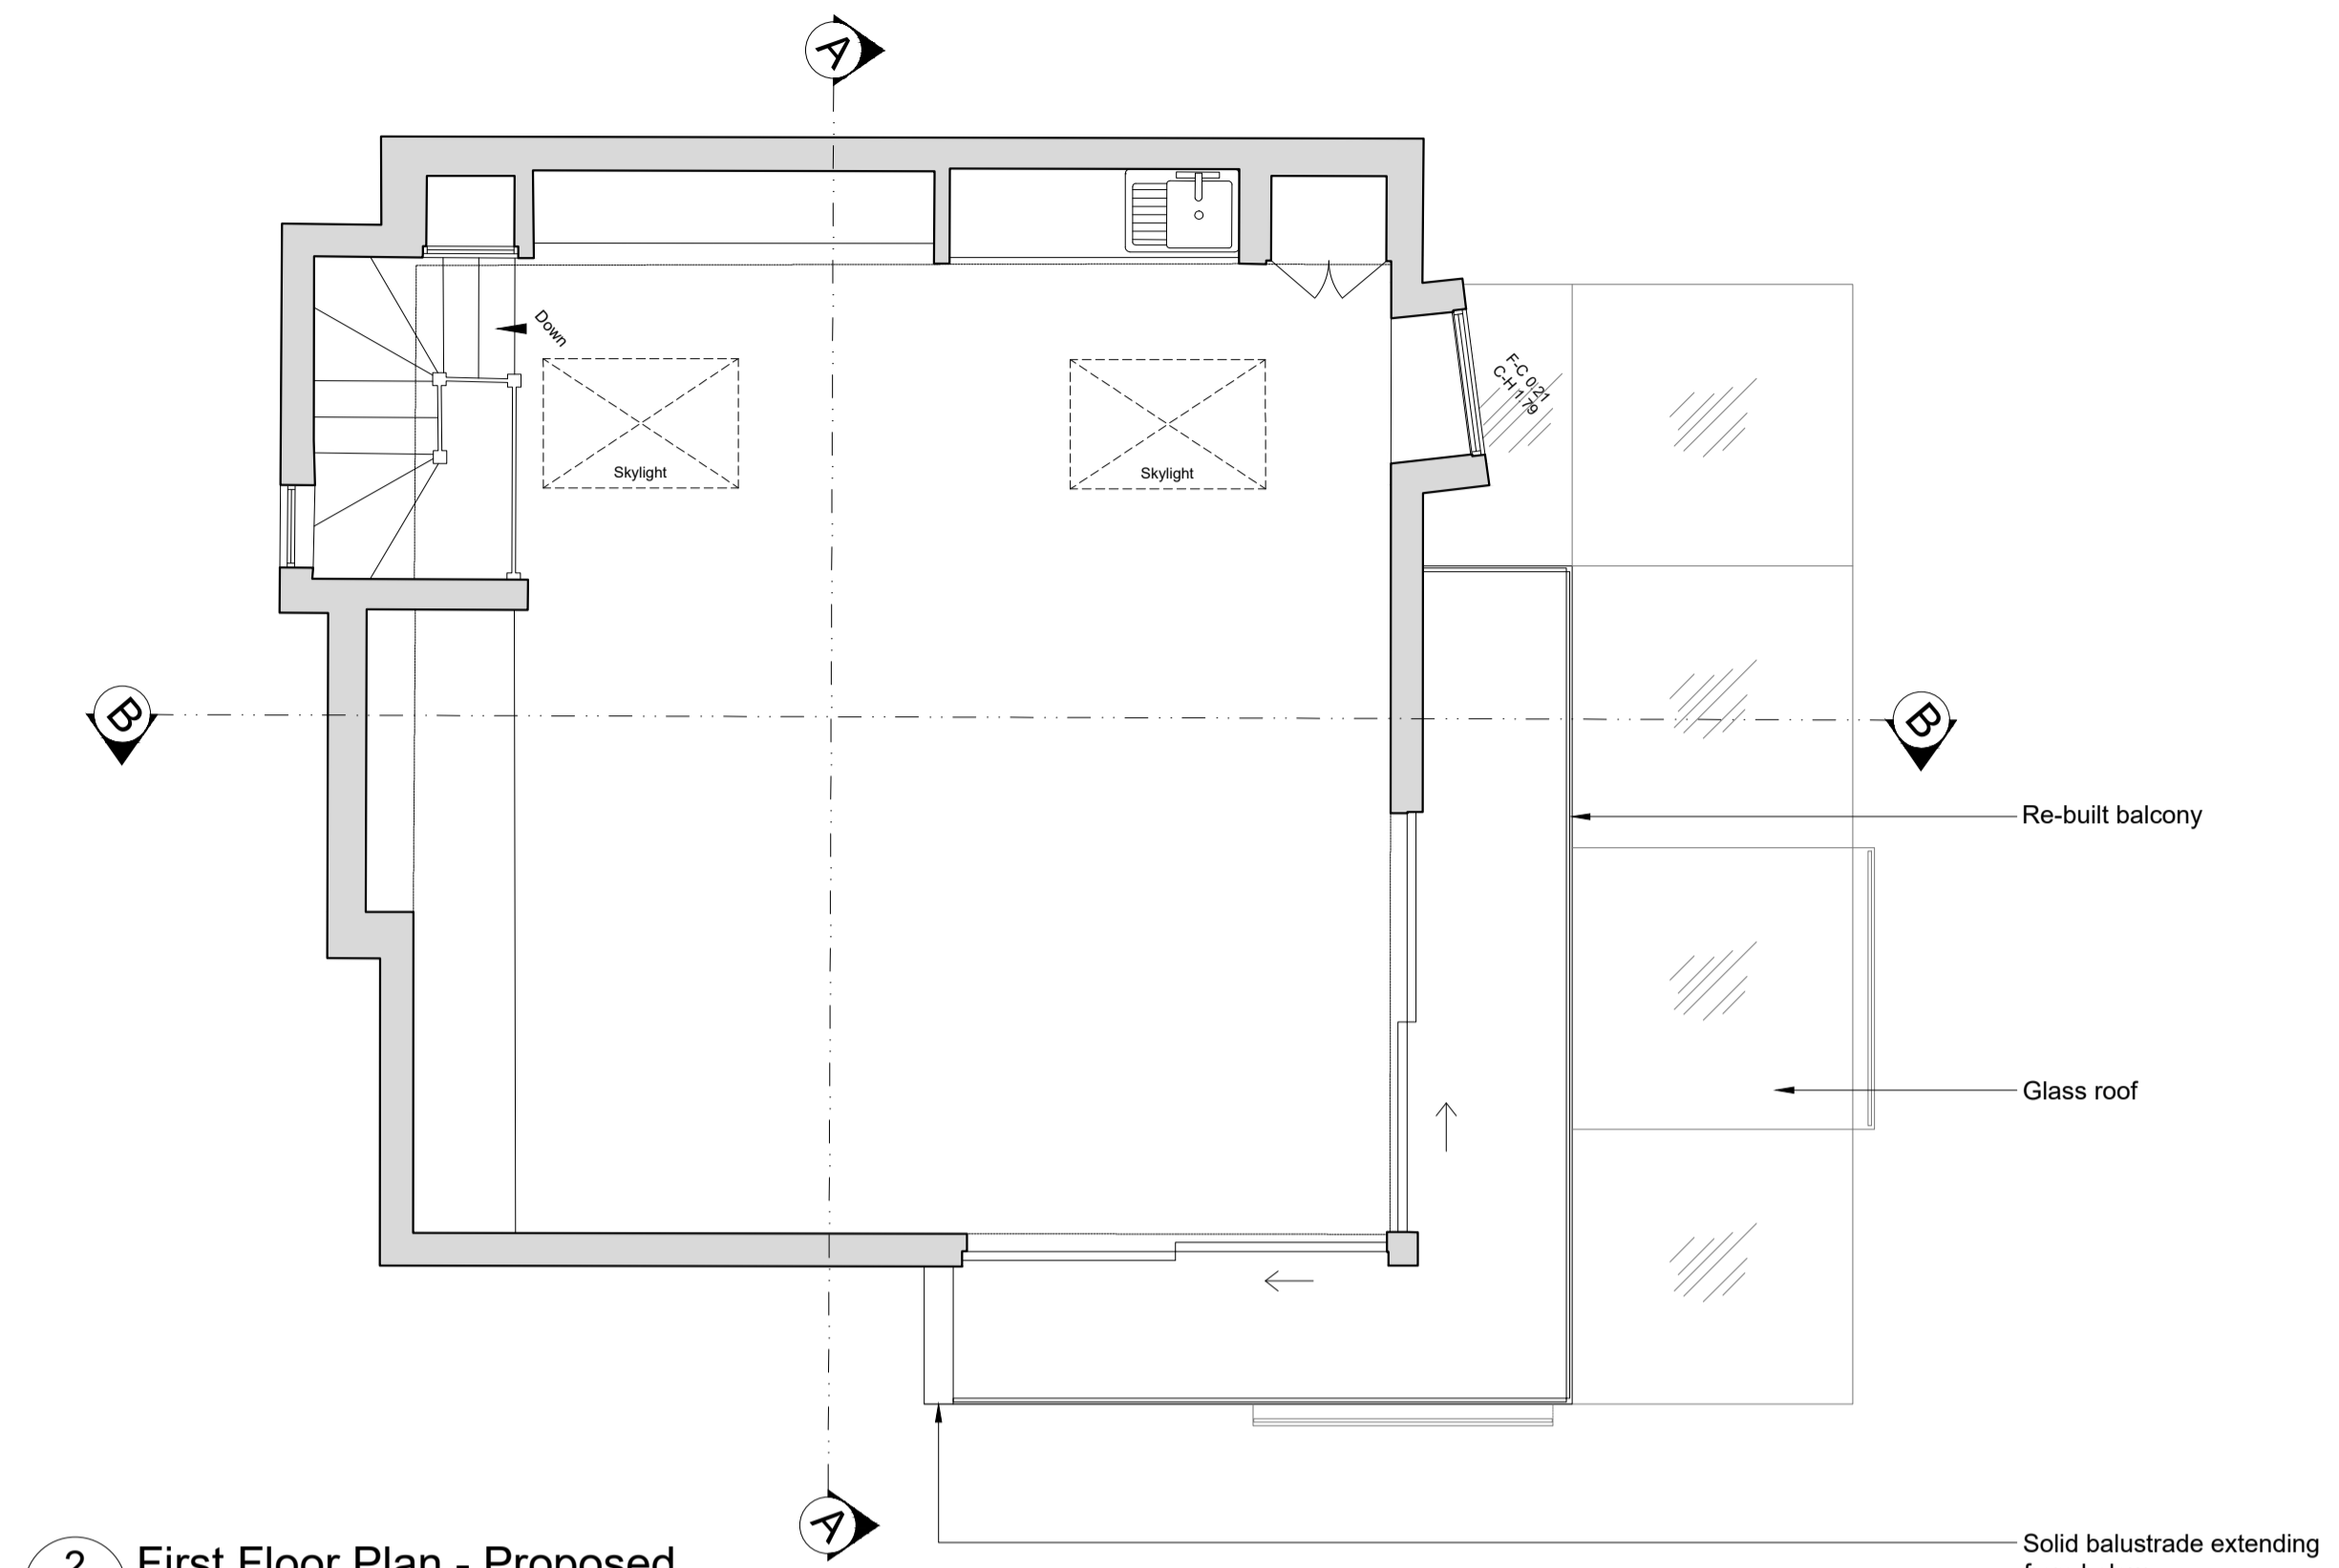 A
Down
Skylight
Skylight
F-C 0.21
C-H 1.79
B
B
Re-built balcony
Glass roof
A
2
First Floor Plan - Proposed
Solid balustrade extending